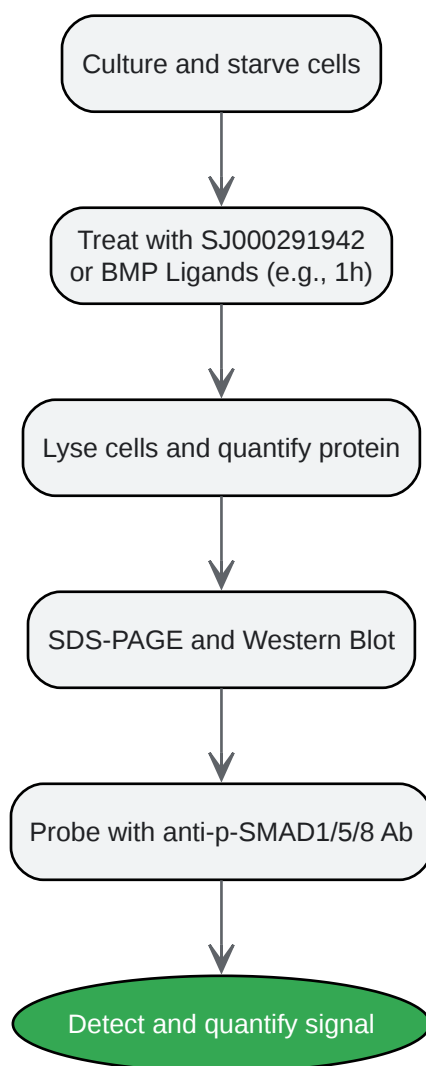 Culture and starve cells
Treat with SJ000291942
or BMP Ligands (e.g., 1h)
Lyse cells and quantify protein
SDS-PAGE and Western Blot
Probe with anti-p-SMAD1/5/8 Ab
Detect and quantify signal